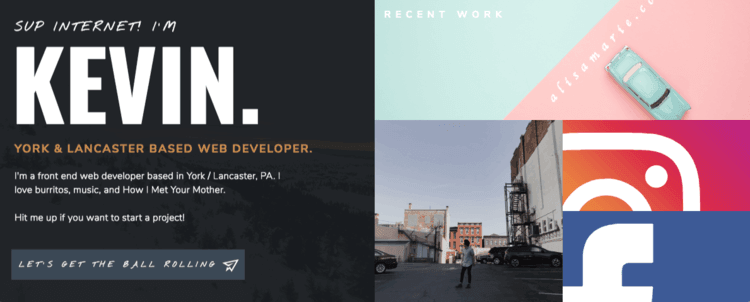 SUP INTERNET! I'M
KEVIN.
YORK & LANCASTER BASED WEB DEVELOPER.
I'm a front end web developer based in York / Lancaster, PA. I
love burritos, music, and How I Met Your Mother.
Hit me up if you want to start a project!
LET'S GET THE BALL ROLLING
RECENT WORK
alisamarie.c